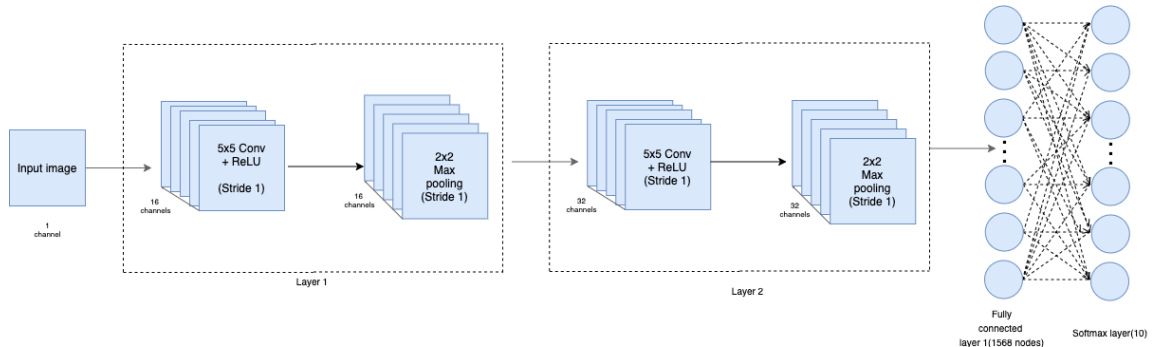 Input image
1
channel
5x5 Conv
+ ReLU
(Stride 1)
16
channels
2x2
Max
pooling
(Stride 1)
16
channels
Layer 1
5x5 Conv
+ ReLU
(Stride 1)
32
channels
2x2
Max
pooling
(Stride 1)
32
channels
Layer 2
Fully
connected
layer 1(1568 nodes)
Softmax layer(10)